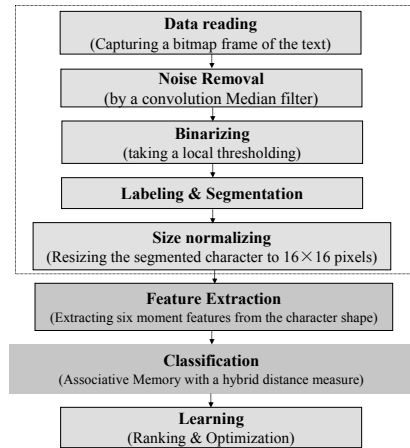 Data reading
(Capturing a bitmap frame of the text)
Noise Removal
(by a convolution Median filter)
Binarizing
(taking a local thresholding)
Labeling & Segmentation
Size normalizing
(Resizing the segmented character to 16×16 pixels)
Feature Extraction
(Extracting six moment features from the character shape)
Classification
(Associative Memory with a hybrid distance measure)
Learning
(Ranking & Optimization)